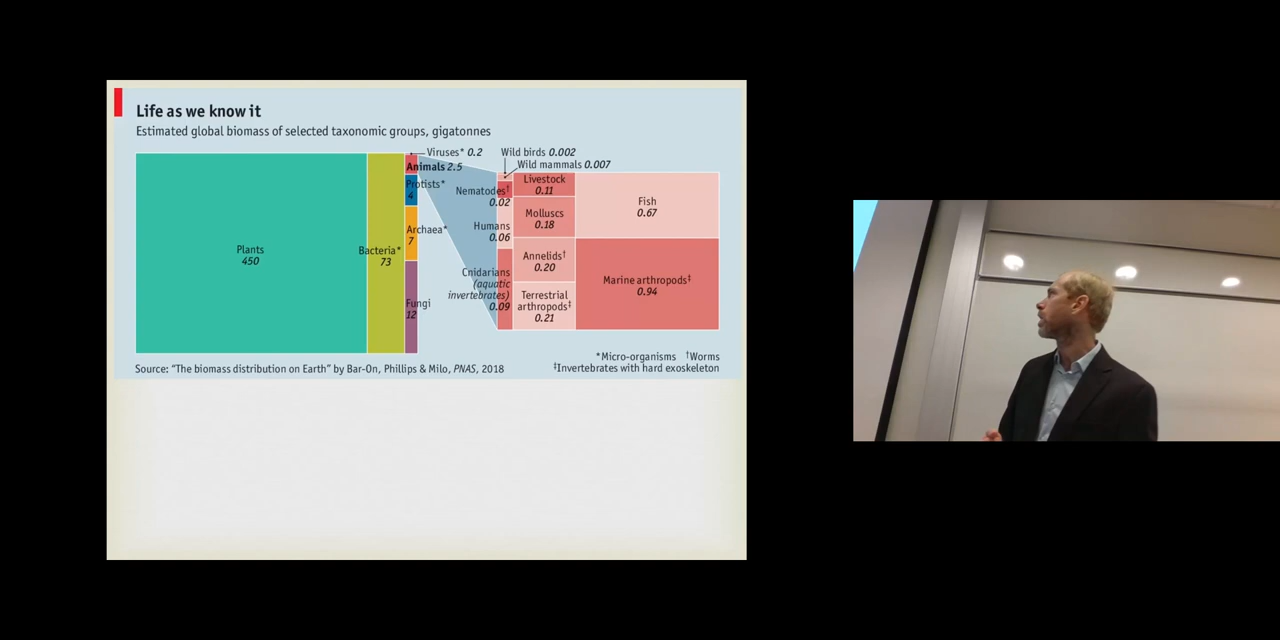 Life as we know it
Estimated global biomass of selected taxonomic groups, gigatonnes
Viruses* 0.2
Animals 2.5
Protists*
4
Archaea*
7
Fungi
12
Plants
450
Bacteria*
73
Wild birds 0.002
Wild mammals 0.007
Nematodes†
0.02
Humans
0.06
Cnidarians
(aquatic
invertebrates)
0.09
Livestock
0.11
Molluscs
0.18
Annelids†
0.20
Terrestrial
arthropods‡
0.21
Fish
0.67
Marine arthropods‡
0.94
*Micro-organisms †Worms
‡Invertebrates with hard exoskeleton
Source: “The biomass distribution on Earth” by Bar-On, Phillips & Milo, PNAS, 2018